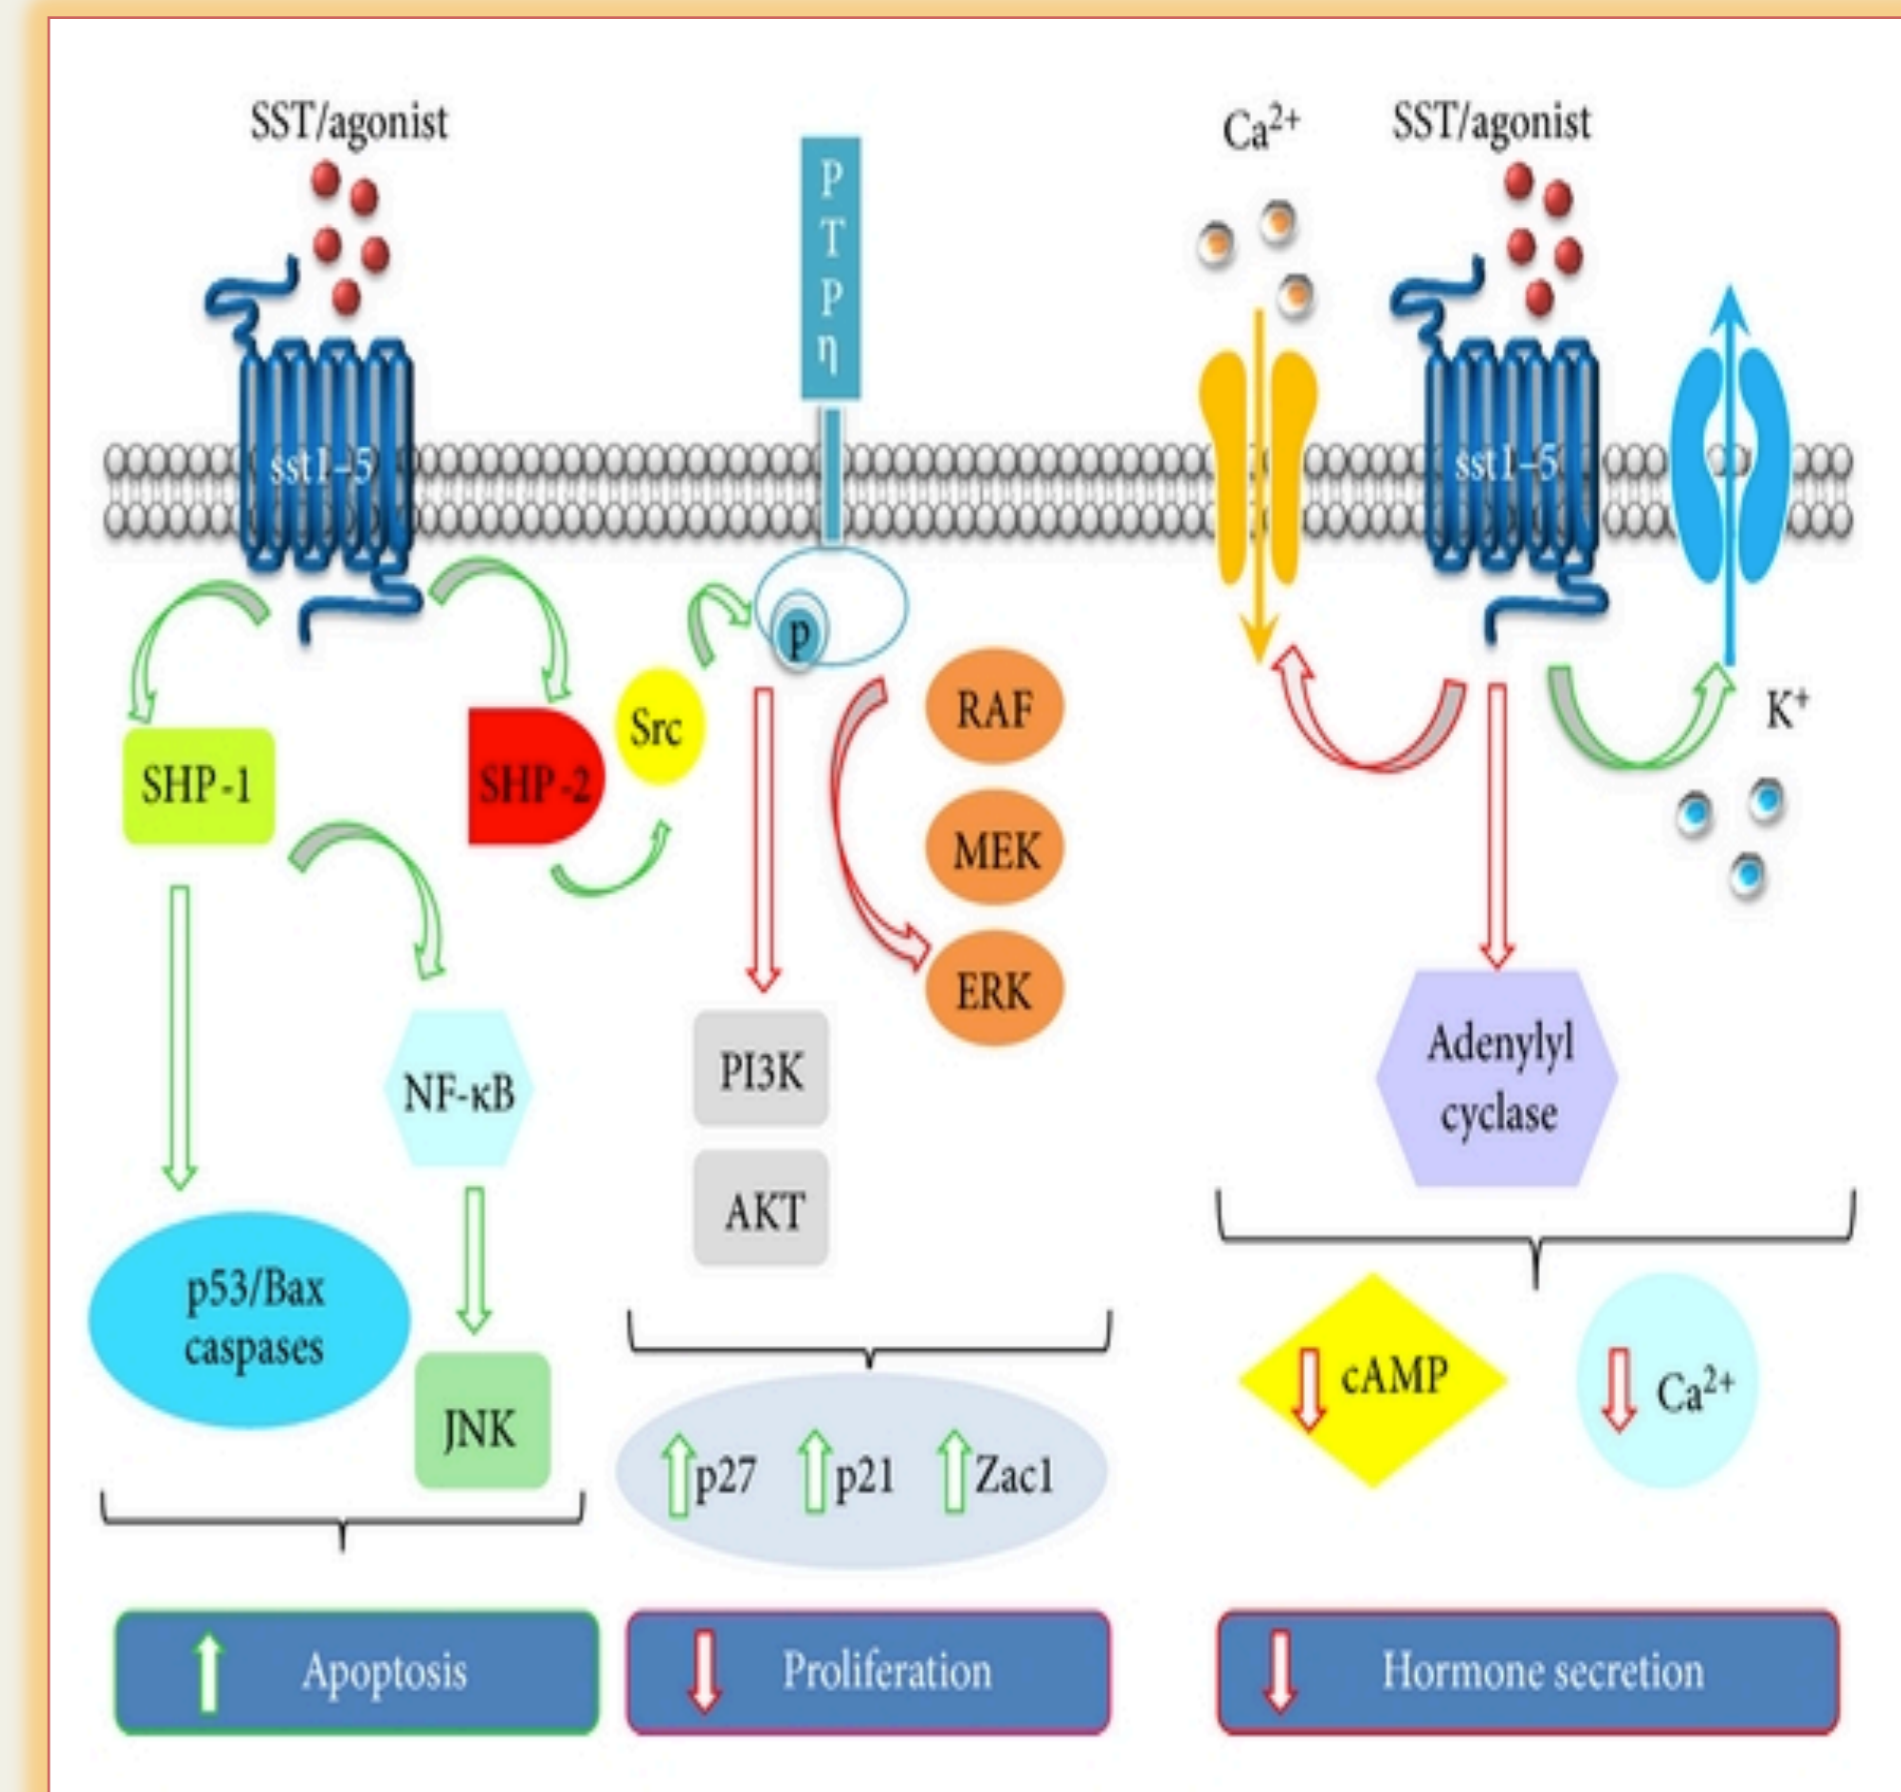 SST/agonist
P
T
P
η
Ca²⁺
SST/agonist
sst1–5
sst1–5
p
SHP-1
SHP-2
Src
RAF
MEK
ERK
K⁺
NF-κB
PI3K
AKT
Adenylyl
cyclase
p53/Bax
caspases
JNK
p27
p21
Zac1
cAMP
Ca²⁺
Apoptosis
Proliferation
Hormone secretion